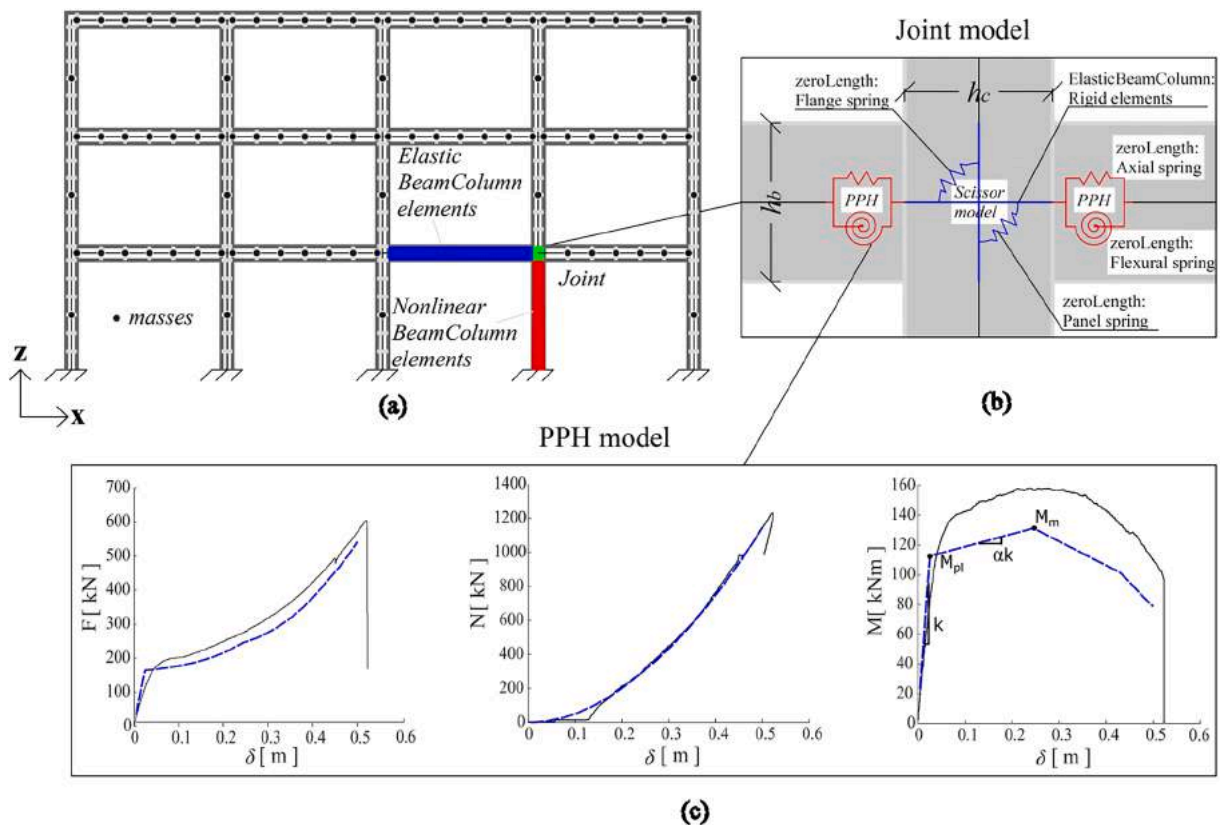 Joint model
zeroLength:
Flange spring
ElasticBeamColumn:
Rigid elements
hc
hb
zeroLength:
Axial spring
PPH
Scissor
model
PPH
zeroLength:
Flexural spring
zeroLength:
Panel spring
(b)
Elastic
BeamColumn
elements
Joint
Nonlinear
BeamColumn
elements
• masses
z
x
(a)
PPH model
F[ kN ]
700
600
500
400
300
200
100
0
0
0.1
0.2
0.3
0.4
0.5
0.6
δ [ m ]
N[ kN ]
1400
1200
1000
800
600
400
200
0
0
0.1
0.2
0.3
0.4
0.5
0.6
δ [ m ]
M[ kNm ]
160
140
120
100
80
60
40
20
0
Mm
Mpl
αk
k
0
0.1
0.2
0.3
0.4
0.5
0.6
δ [ m ]
(c)